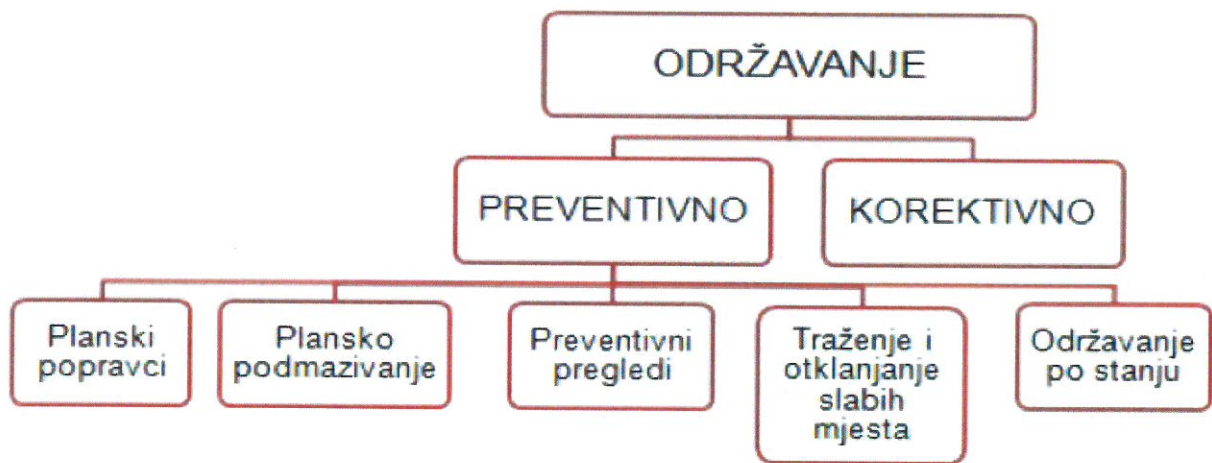 ODRŽAVANJE
PREVENTIVNO
KOREKTIVNO
Planski
popravci
Plansko
podmazivanje
Preventivni
pregledi
Traženje i
otklanjanje
slabih
mjesta
Održavanje
po stanju